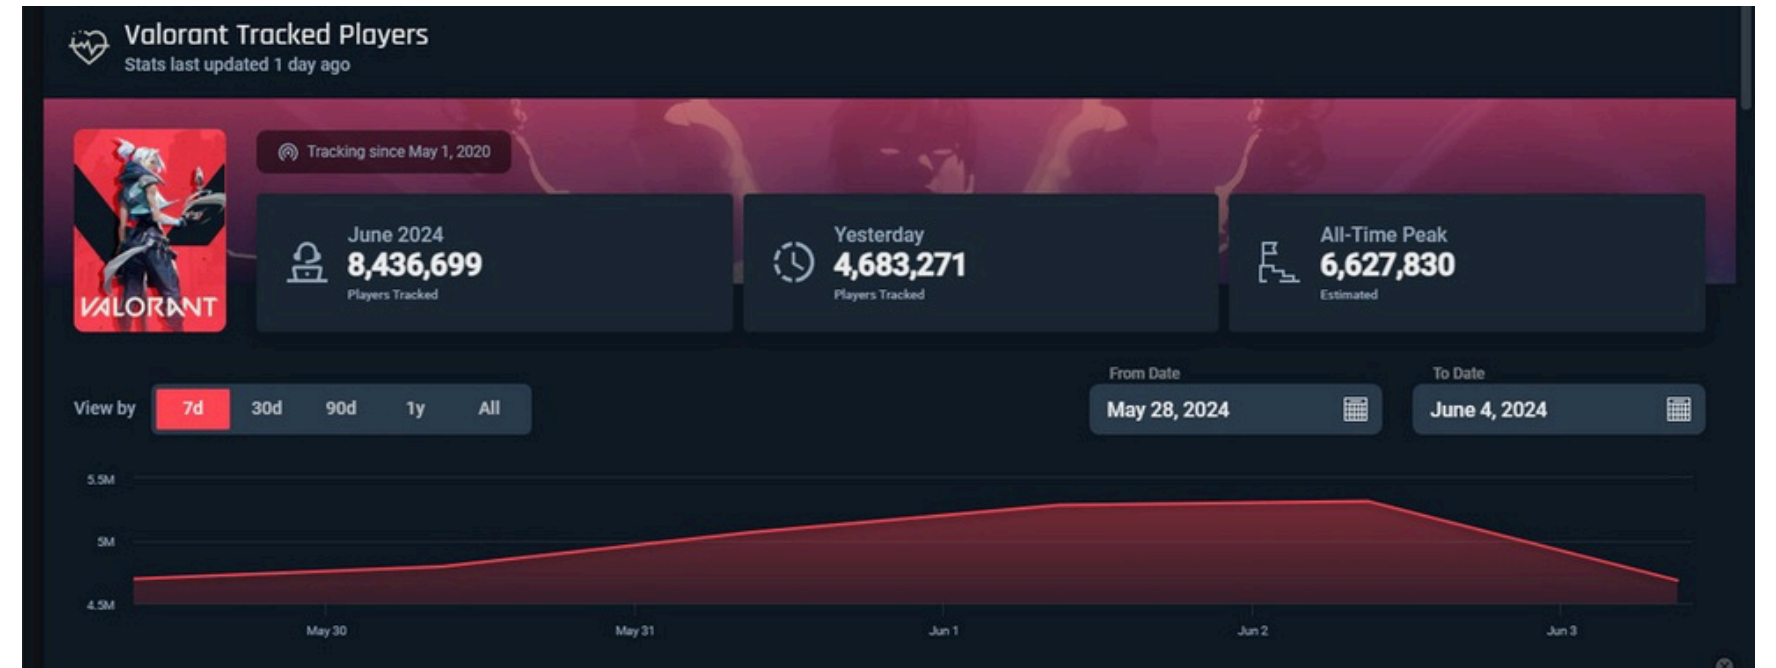 Valorant Tracked Players
Stats last updated 1 day ago
Tracking since May 1, 2020
VALORANT
June 2024
8,436,699
Players Tracked
Yesterday
4,683,271
Players Tracked
All-Time Peak
6,627,830
Estimated
View by 7d 30d 90d 1y All
From Date
May 28, 2024
To Date
June 4, 2024
5.5M
5M
4.5M
May 30 May 31 Jun 1 Jun 2 Jun 3